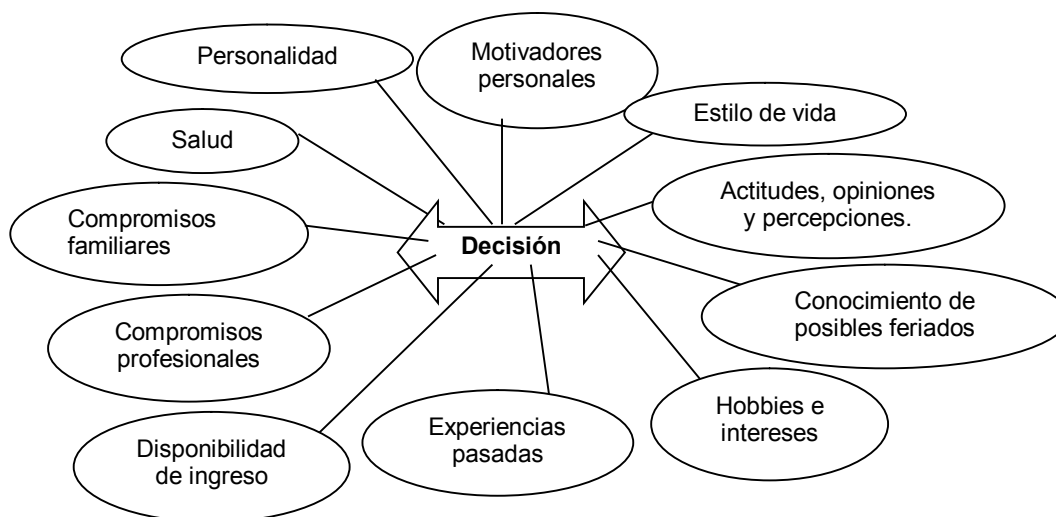 Personalidad
Motivadores
personales
Estilo de vida
Salud
Actitudes, opiniones
y percepciones.
Compromisos
familiares
Decisión
Conocimiento de
posibles feriados
Compromisos
profesionales
Hobbies e
intereses
Experiencias
pasadas
Disponibilidad
de ingreso